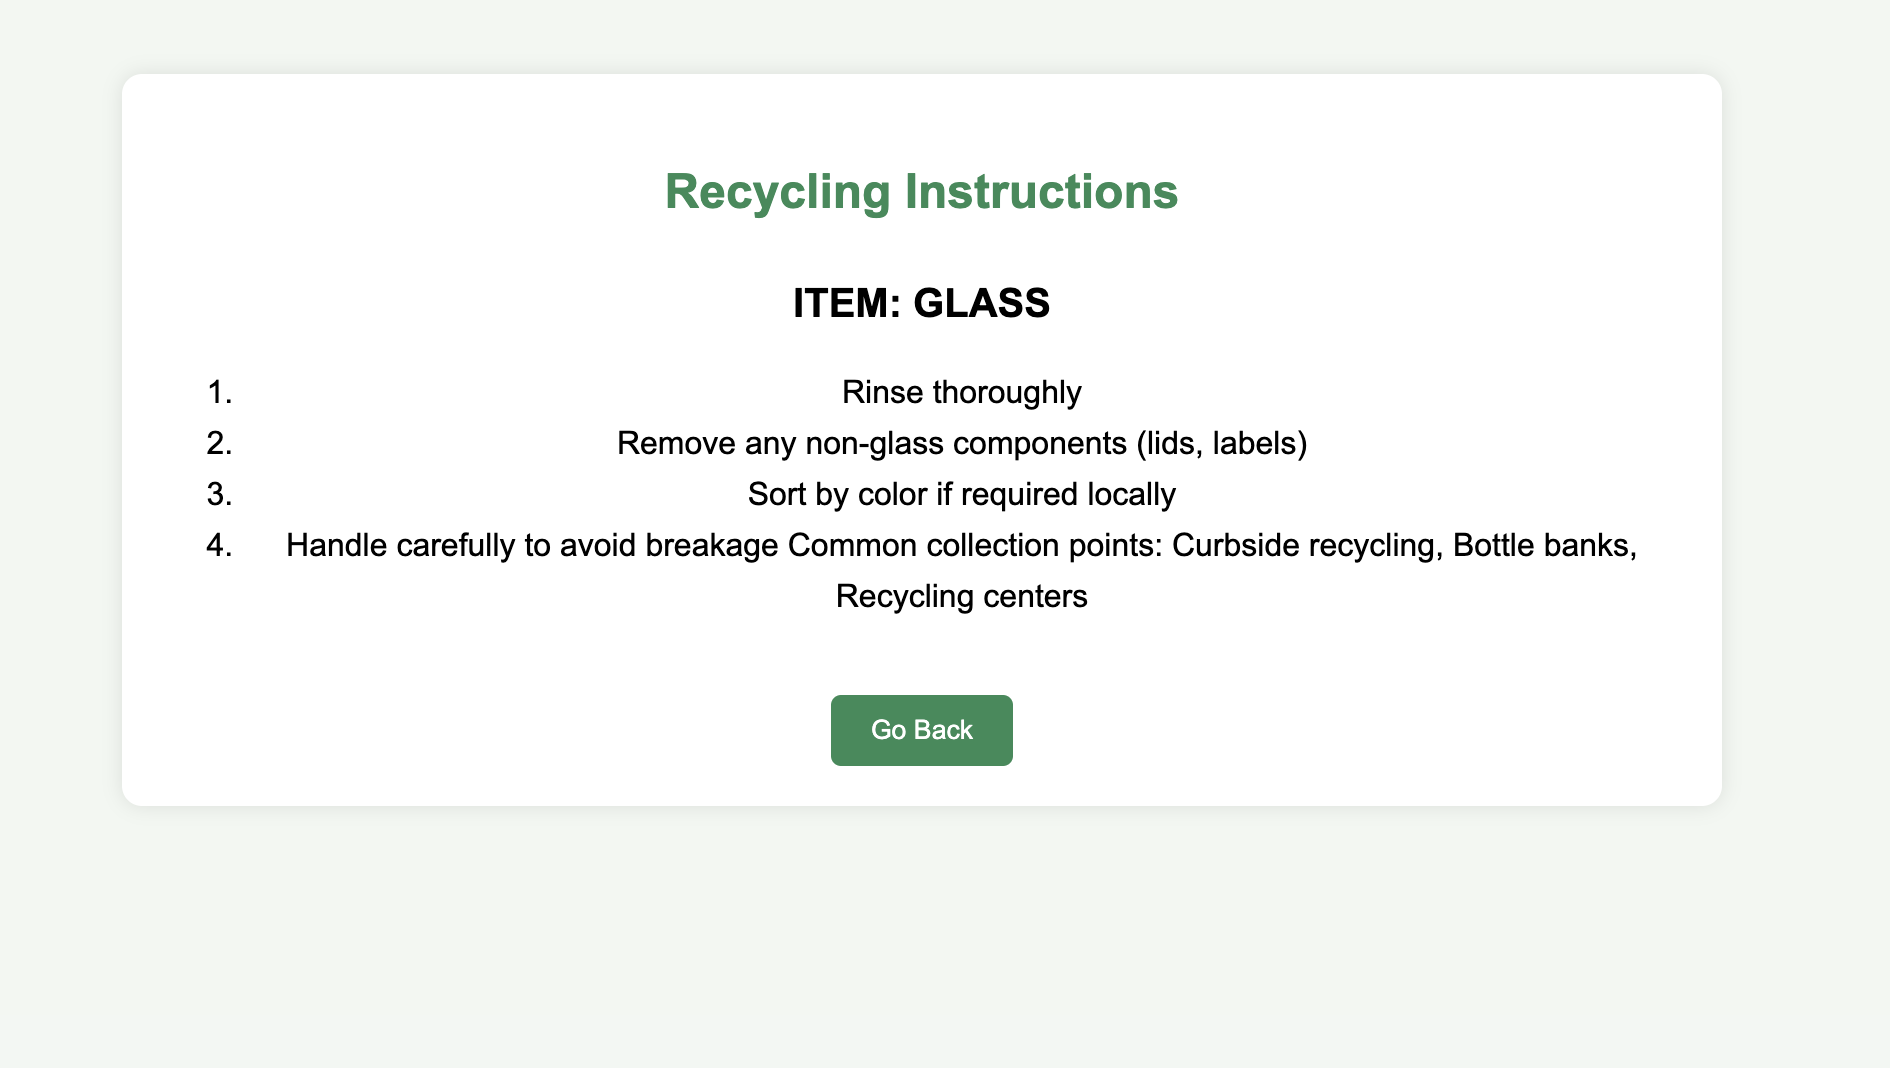 Recycling Instructions
ITEM: GLASS
1. Rinse thoroughly
2. Remove any non-glass components (lids, labels)
3. Sort by color if required locally
4. Handle carefully to avoid breakage Common collection points: Curbside recycling, Bottle banks,
Recycling centers
Go Back